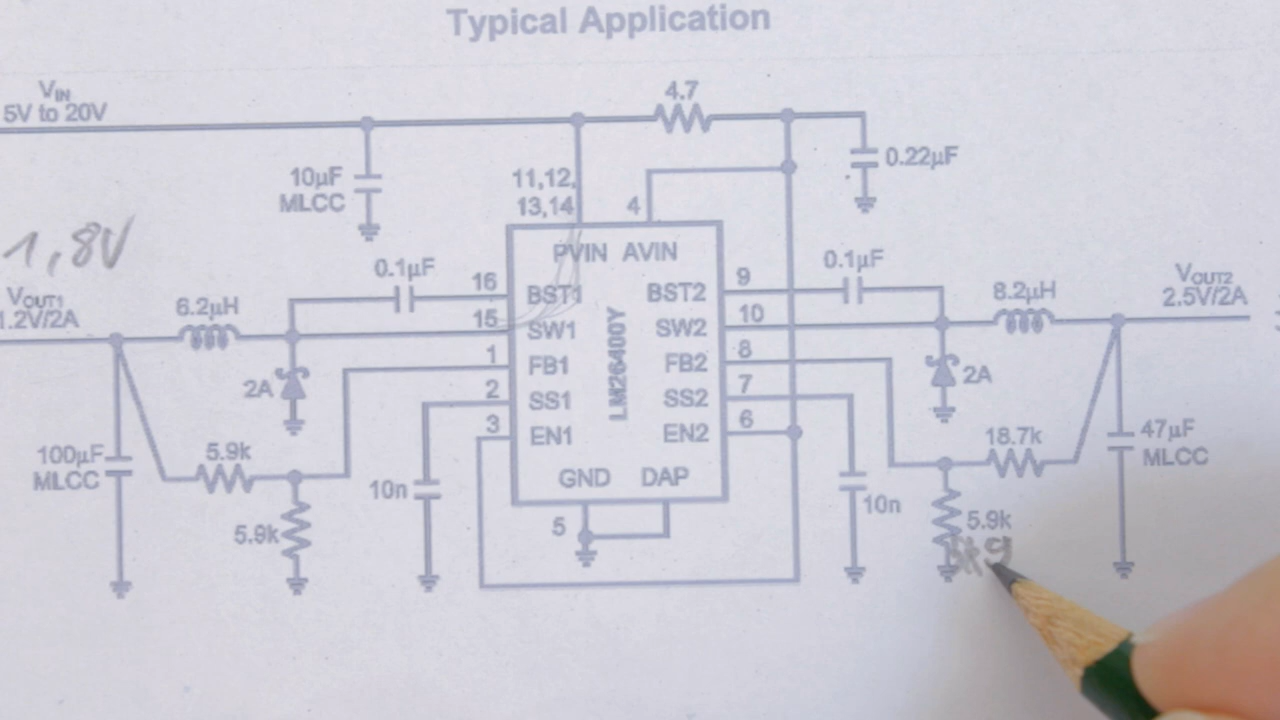 Typical Application
VIN
5V to 20V
4.7
10µF
MLCC
11,12,
13,14
4
0.22µF
1,8V
PVIN AVIN
0.1µF
16
BST1
BST2
9
0.1µF
VOUT1
1.2V/2A
6.2µH
15
SW1
SW2
10
8.2µH
VOUT2
2.5V/2A
1
FB1
FB2
8
2A
2A
LM26400Y
2
SS1
SS2
7
3
EN1
EN2
6
100µF
MLCC
5.9k
18.7k
47µF
MLCC
GND DAP
10n
10n
5
5.9k
5.9k
5k9